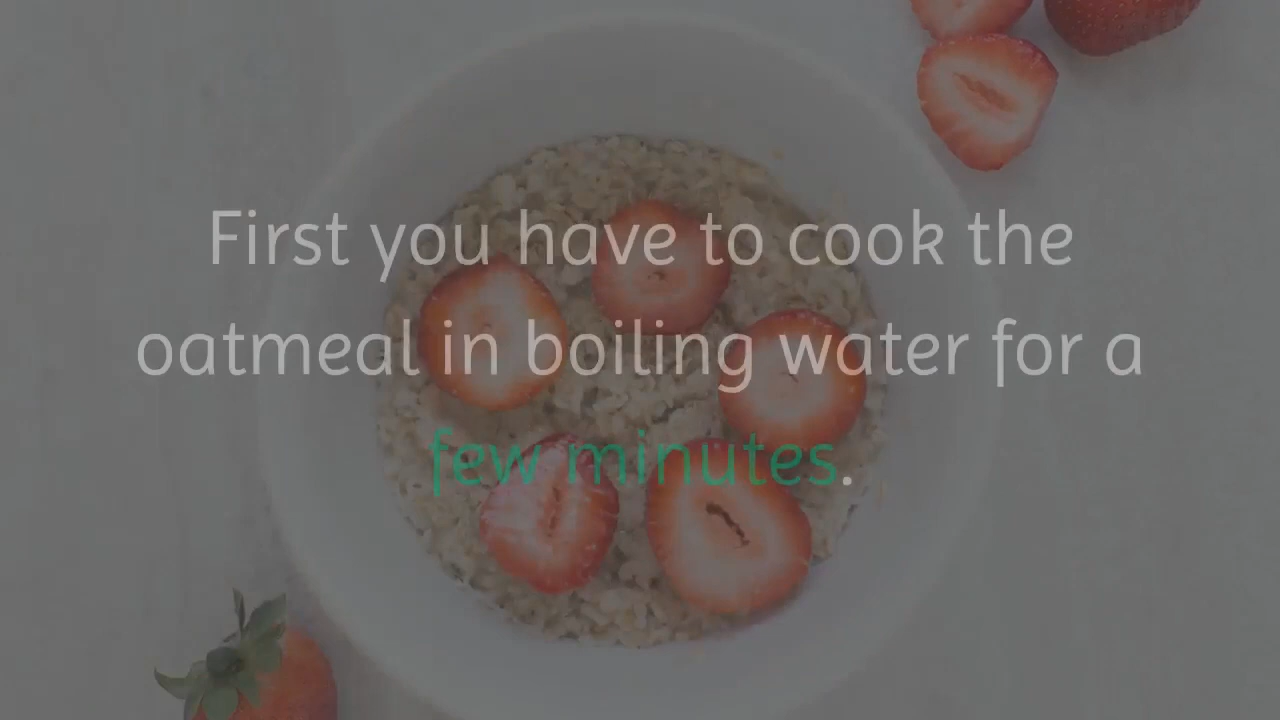 First you have to cook the
oatmeal in boiling water for a
few minutes.